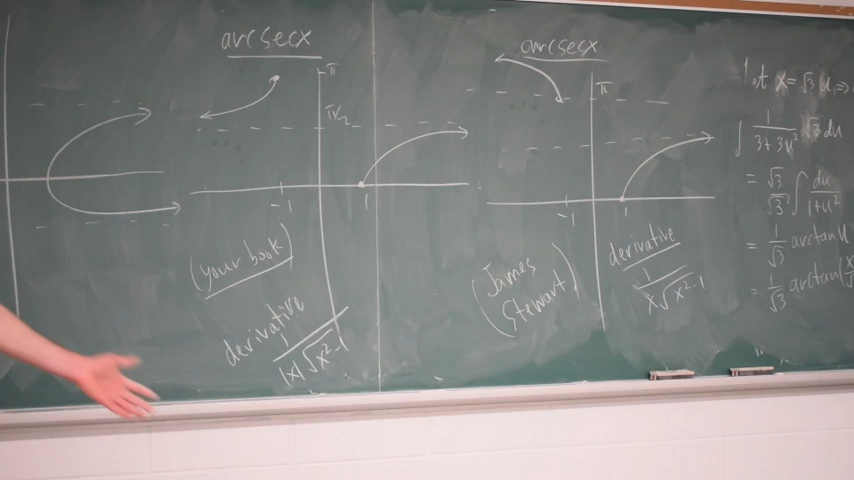 arcsecx
π
π/2
-1
1
(your book)
derivative
1
|x|√x²-1
arcsecx
π
-1
1
(James
Stewart)
derivative
1
x√x²-1
Let x = √3 u ⇒
∫ 1/(3+3u²) √3 du
= √3/√3² ∫ du/(1+u²)
= 1/√3 arctan u
= 1/√3 arctan(x/√3